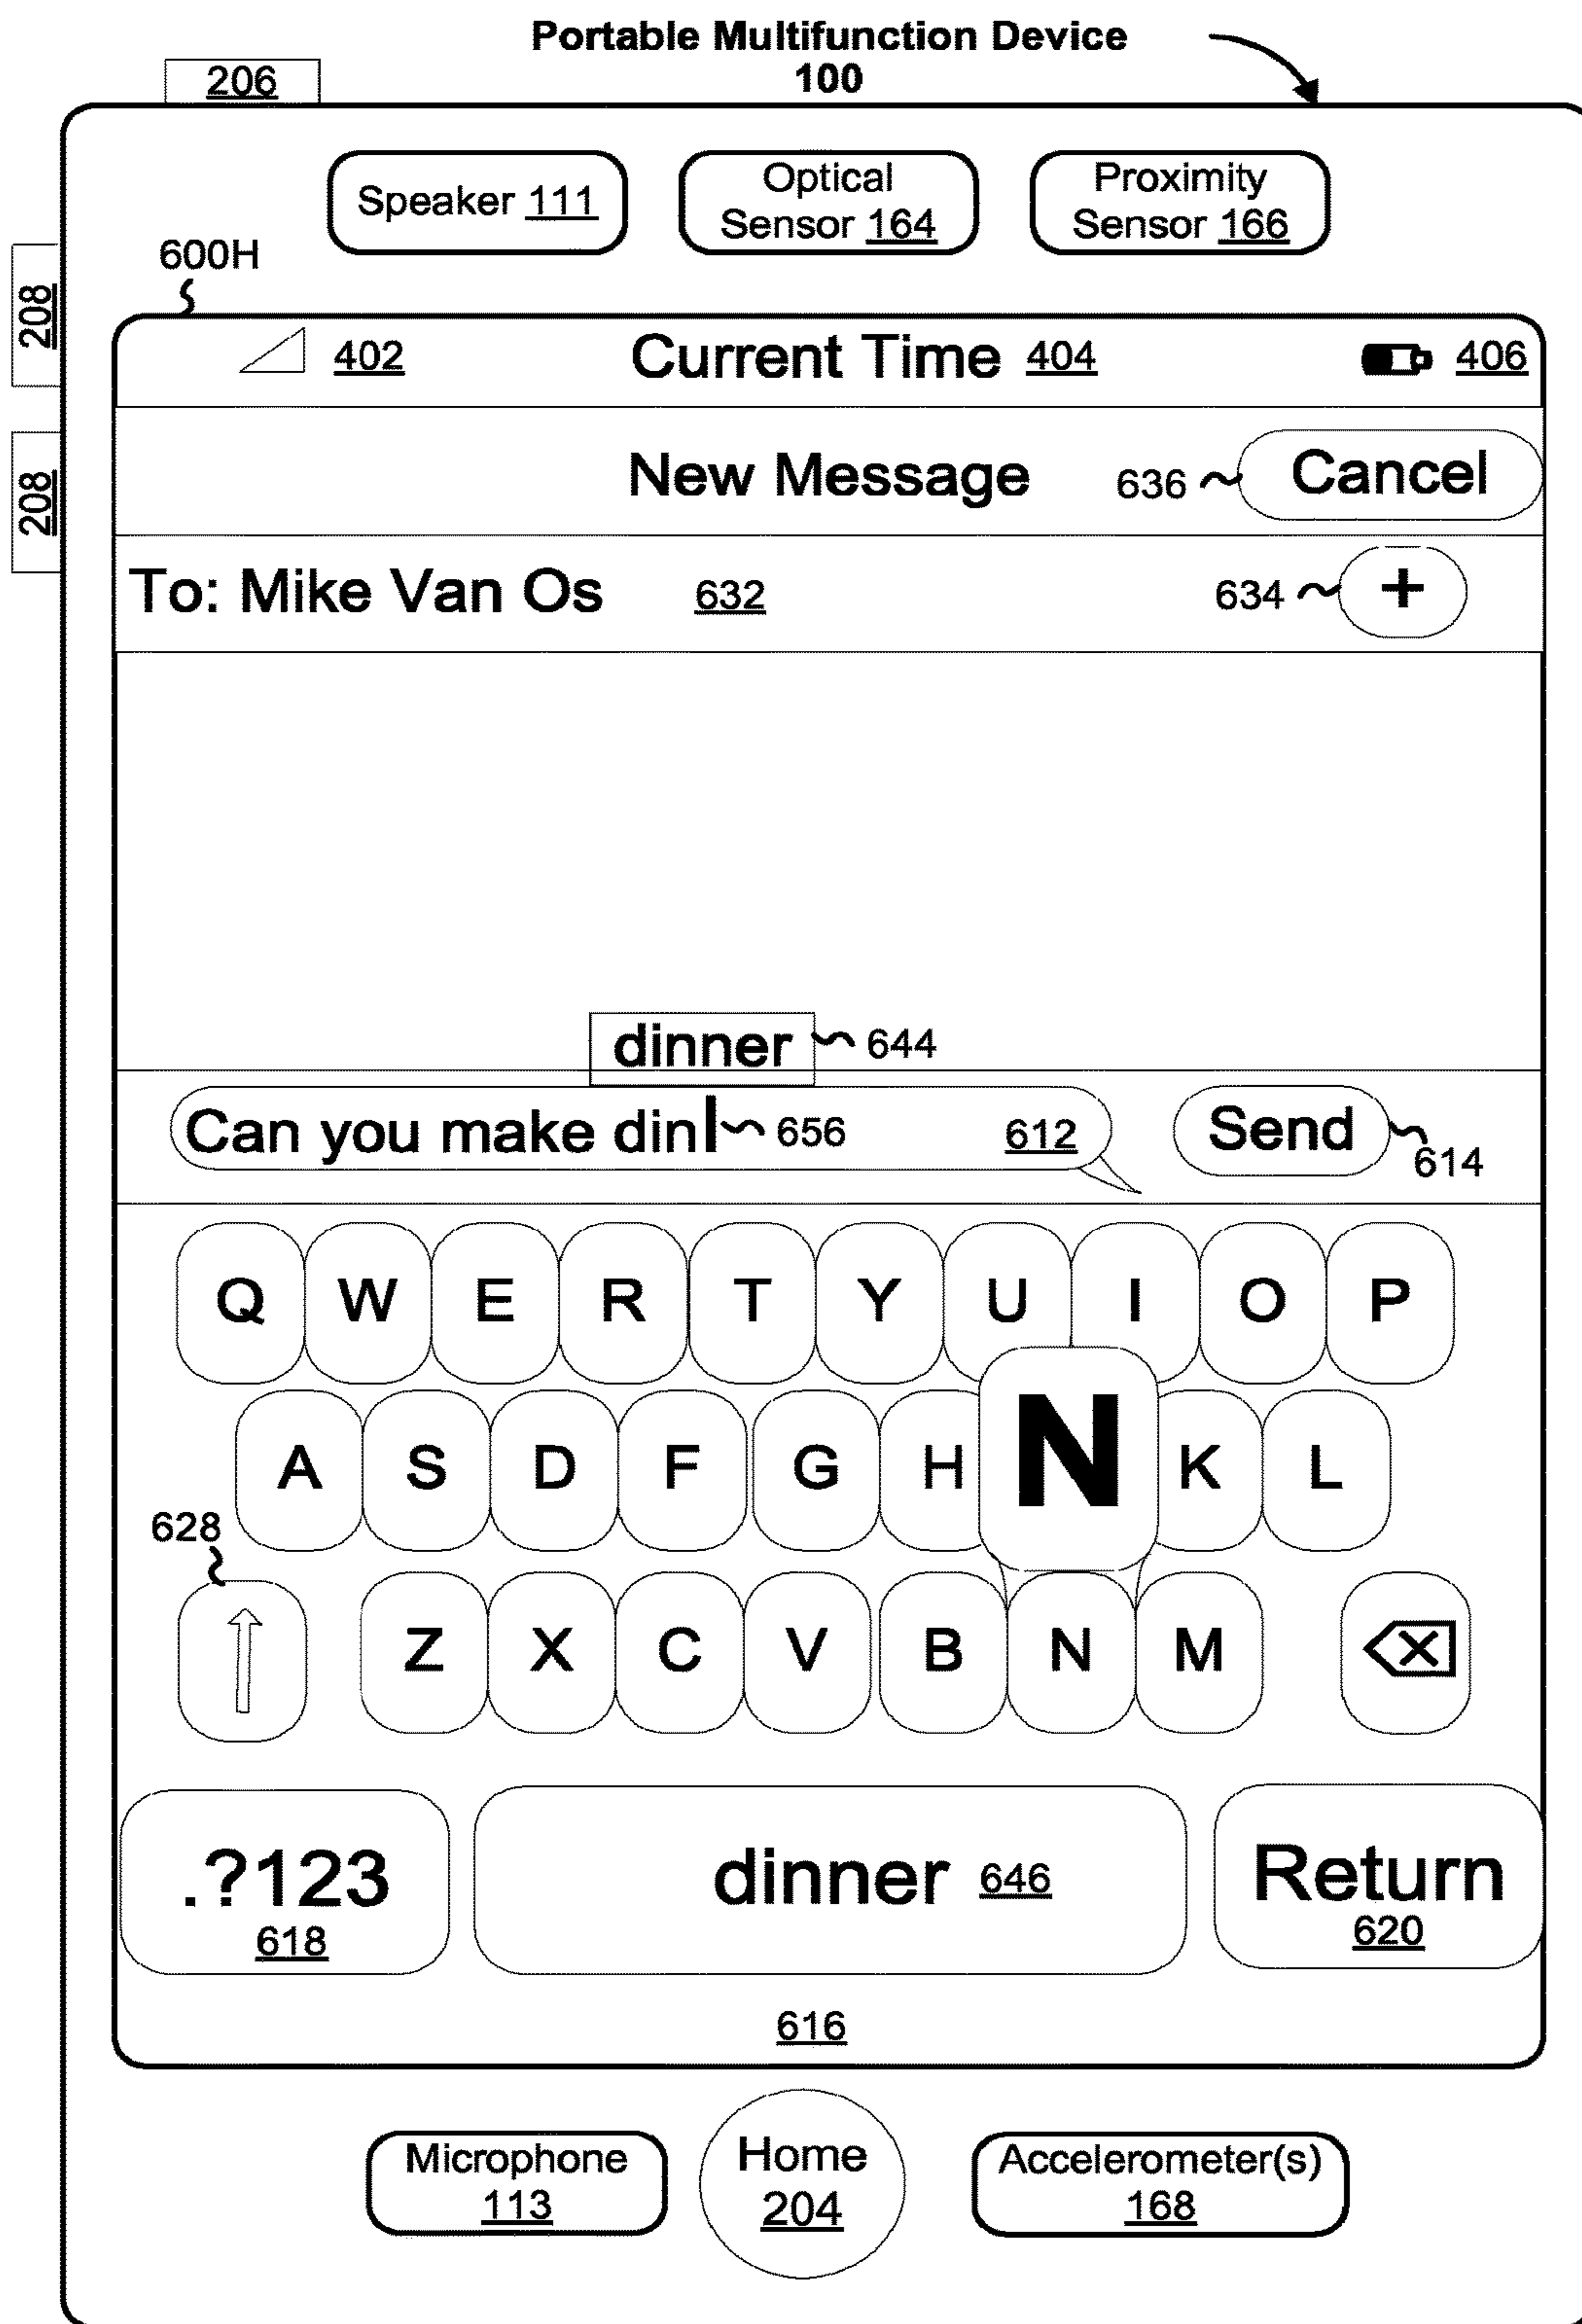 Portable Multifunction Device
100
206
Speaker 111
Optical
Sensor 164
Proximity
Sensor 166
600H
208
208
402 Current Time 404 406
New Message 636 Cancel
To: Mike Van Os 632 634 +
dinner 644
Can you make din 656 612 Send 614
Q W E R T Y U I O P
A S D F G H N K L
628
Z X C V B N M
.?123
618
dinner 646
Return
620
616
Microphone
113
Home
204
Accelerometer(s)
168